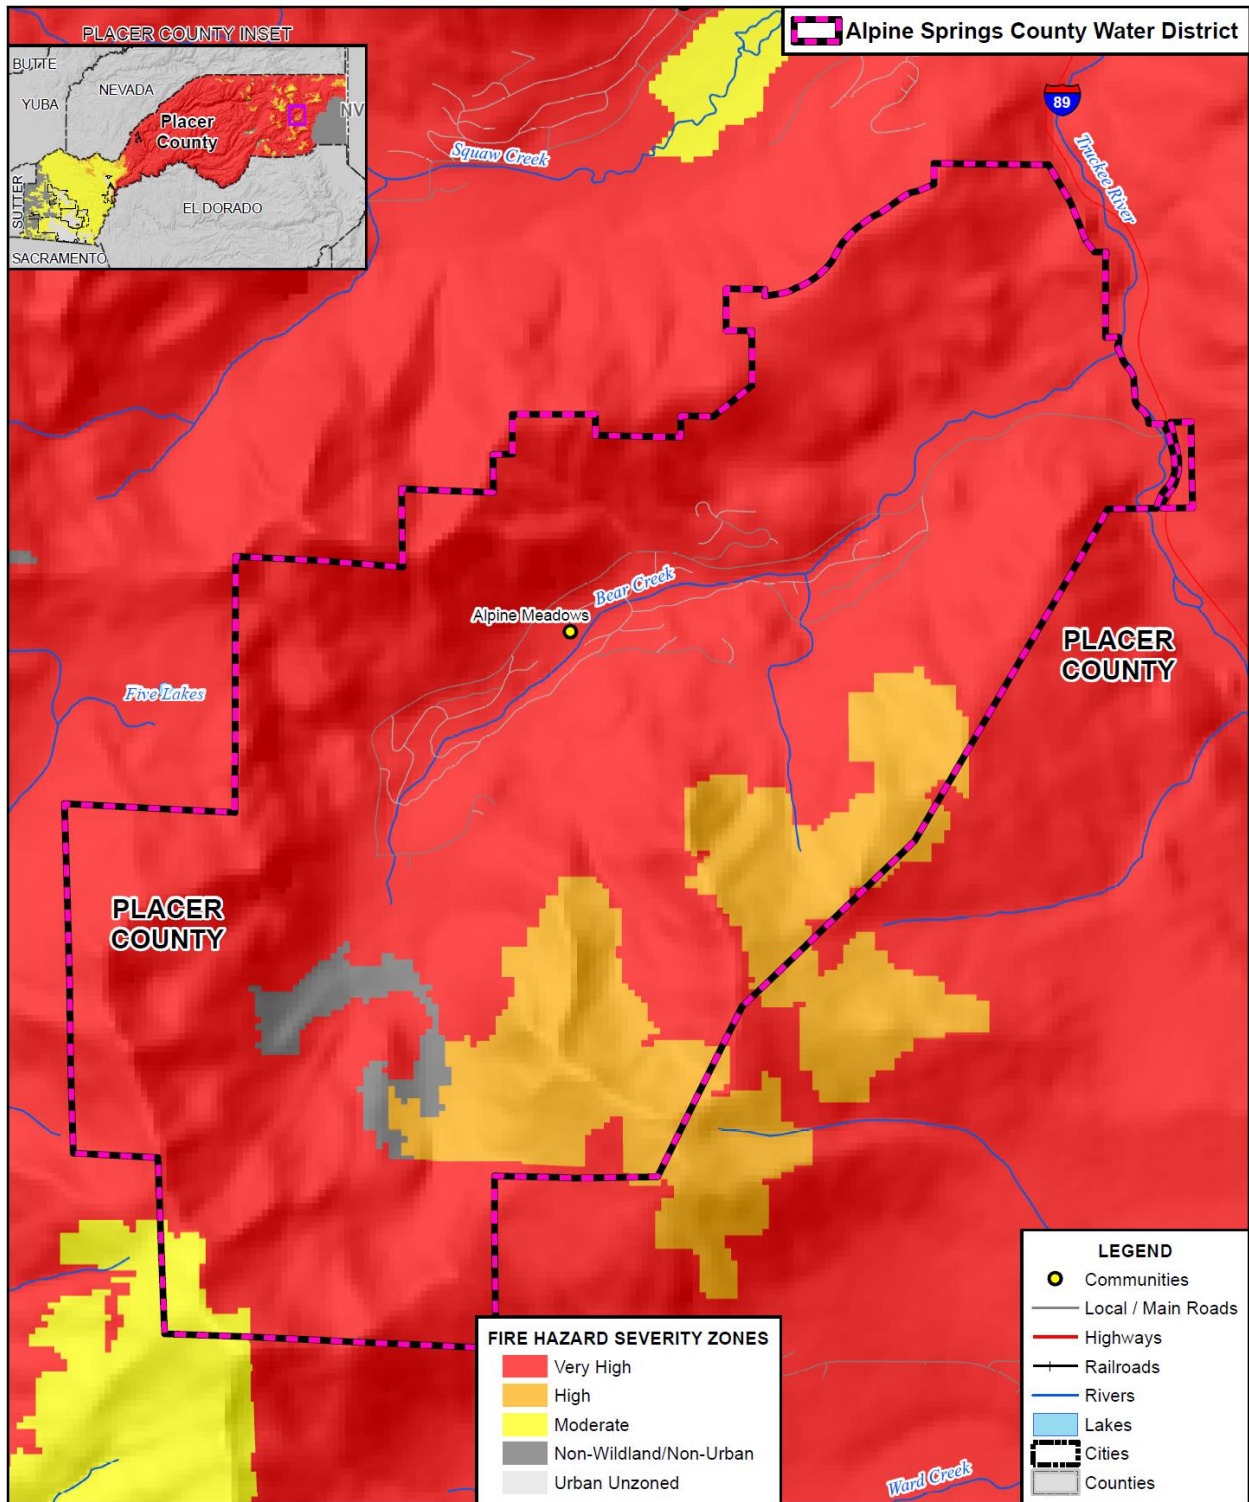 PLACER COUNTY INSET
BUTTE
YUBA
NEVADA
Placer
County
NV
SUTTER
EL DORADO
SACRAMENTO
Alpine Springs County Water District
89
Truckee River
Squaw Creek
Bear Creek
Alpine Meadows
PLACER
COUNTY
Five Lakes
PLACER
COUNTY
FIRE HAZARD SEVERITY ZONES
Very High
High
Moderate
Non-Wildland/Non-Urban
Urban Unzoned
LEGEND
Communities
Local / Main Roads
Highways
Railroads
Rivers
Lakes
Cities
Counties
Ward Creek